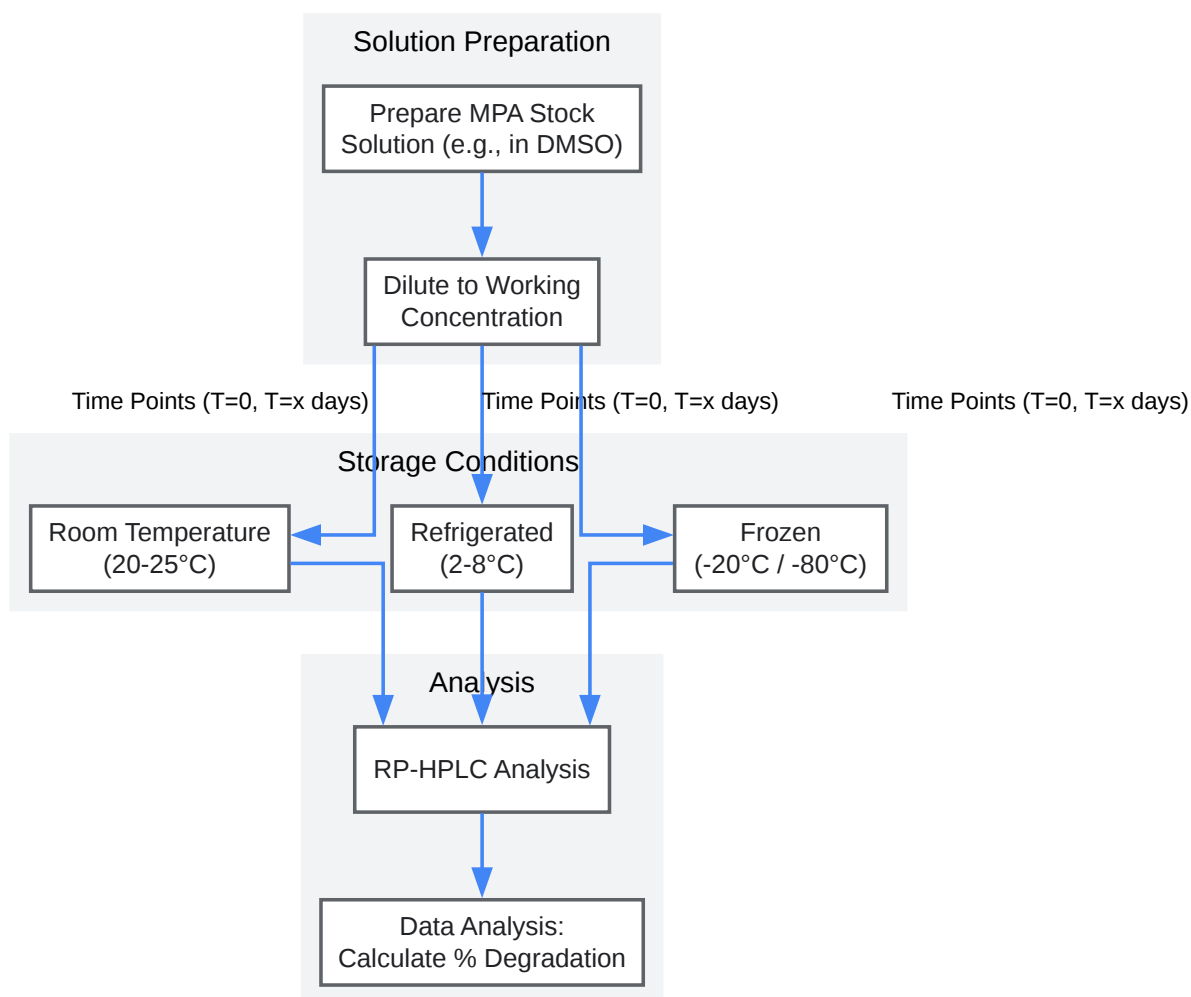 Solution Preparation
Prepare MPA Stock
Solution (e.g., in DMSO)
Dilute to Working
Concentration
Time Points (T=0, T=x days)
Time Points (T=0, T=x days)
Time Points (T=0, T=x days)
Storage Conditions
Room Temperature
(20-25°C)
Refrigerated
(2-8°C)
Frozen
(-20°C / -80°C)
Analysis
RP-HPLC Analysis
Data Analysis:
Calculate % Degradation